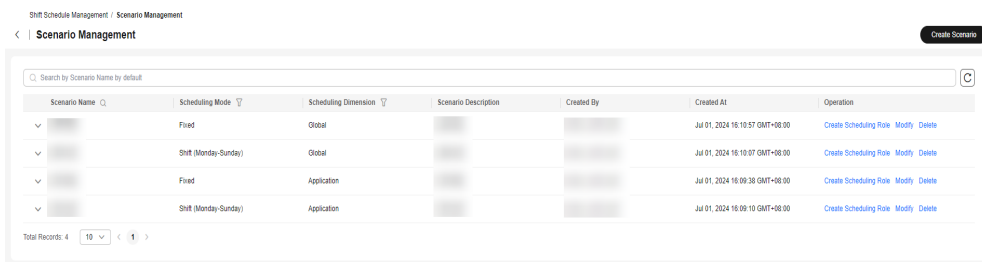 Shift Schedule Management / Scenario Management
Scenario Management
Create Scenario
Search by Scenario Name by default
Scenario Name Scheduling Mode Scheduling Dimension Scenario Description Created By Created At Operation
Fixed Global Jul 01, 2024 16:10:57 GMT+08:00 Create Scheduling Role Modify Delete
Shift (Monday-Sunday) Global Jul 01, 2024 16:10:07 GMT+08:00 Create Scheduling Role Modify Delete
Fixed Application Jul 01, 2024 16:09:38 GMT+08:00 Create Scheduling Role Modify Delete
Shift (Monday-Sunday) Application Jul 01, 2024 16:09:10 GMT+08:00 Create Scheduling Role Modify Delete
Total Records: 4 10 < 1 >